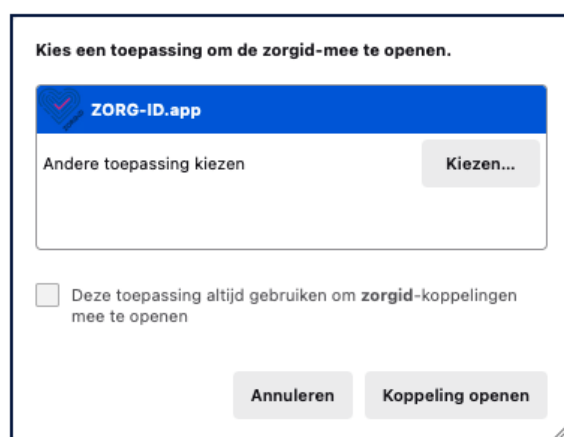 Kies een toepassing om de zorgid-mee te openen.
ZORG-ID.app
Andere toepassing kiezen
Kiezen...
Deze toepassing altijd gebruiken om zorgid-koppelingen
mee te openen
Annuleren
Koppeling openen